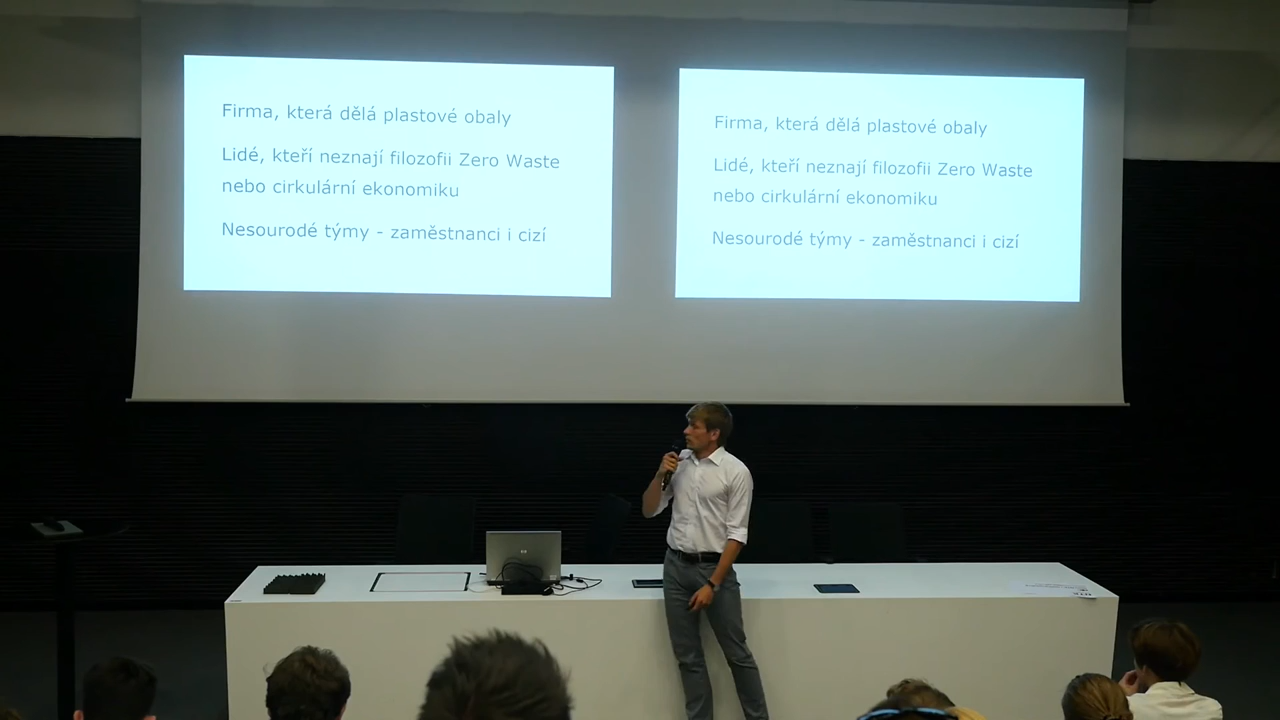 Firma, která dělá plastové obaly
Lidé, kteří neznají filozofii Zero Waste
nebo cirkulární ekonomiku
Nesourodé týmy - zaměstnanci i cizí
Firma, která dělá plastové obaly
Lidé, kteří neznají filozofii Zero Waste
nebo cirkulární ekonomiku
Nesourodé týmy - zaměstnanci i cizí